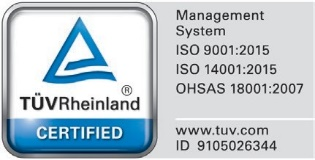 TÜVRheinland®
CERTIFIED
Management
System
ISO 9001:2015
ISO 14001:2015
OHSAS 18001:2007
www.tuv.com
ID 9105026344